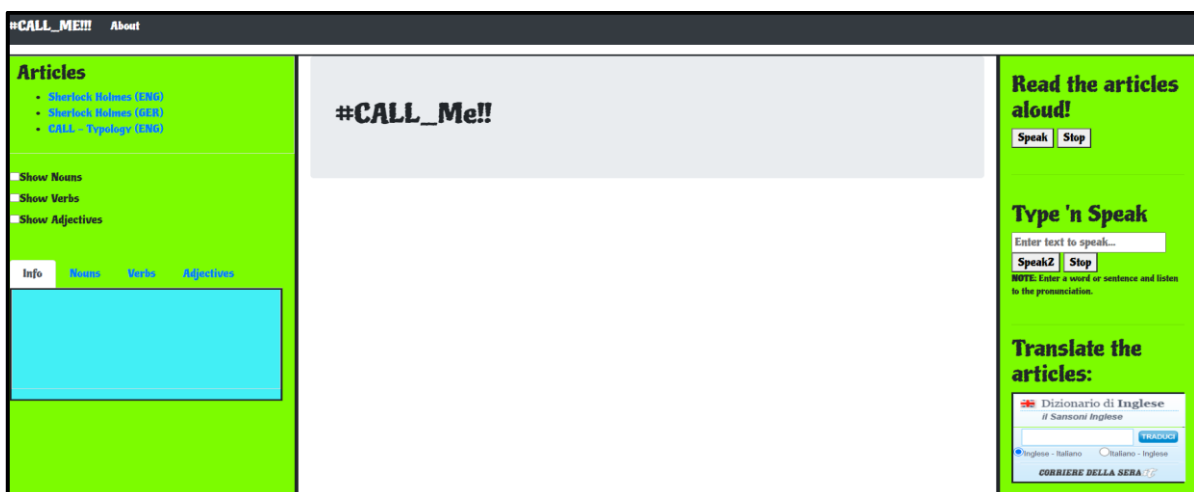 #CALL_ME!!! About
Articles
Sherlock Holmes (ENG)
Sherlock Holmes (GER)
CALL - Typology (ENG)
Show Nouns
Show Verbs
Show Adjectives
Info Nouns Verbs Adjectives
#CALL_Me!!
Read the articles
aloud!
Speak Stop
Type 'n Speak
Enter text to speak...
Speak2 Stop
NOTE: Enter a word or sentence and listen
to the pronunciation.
Translate the
articles:
Dizionario di Inglese
il Sansoni Inglese
TRADUCI
Inglese - Italiano Italiano - Inglese
CORRIERE DELLA SERA